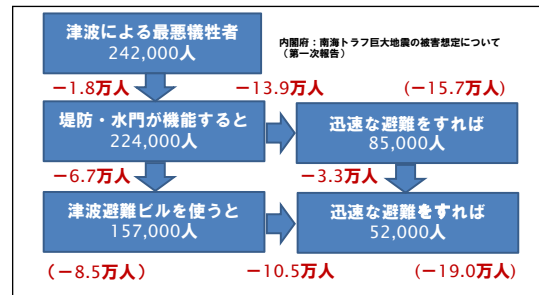 津波による最悪犠牲者
242,000人
内閣府：南海トラフ巨大地震の被害想定について
（第一次報告）
−1.8万人
−13.9万人
(−15.7万人)
堤防・水門が機能すると
224,000人
迅速な避難をすれば
85,000人
−6.7万人
−3.3万人
津波避難ビルを使うと
157,000人
迅速な避難をすれば
52,000人
(−8.5万人)
−10.5万人
(−19.0万人)